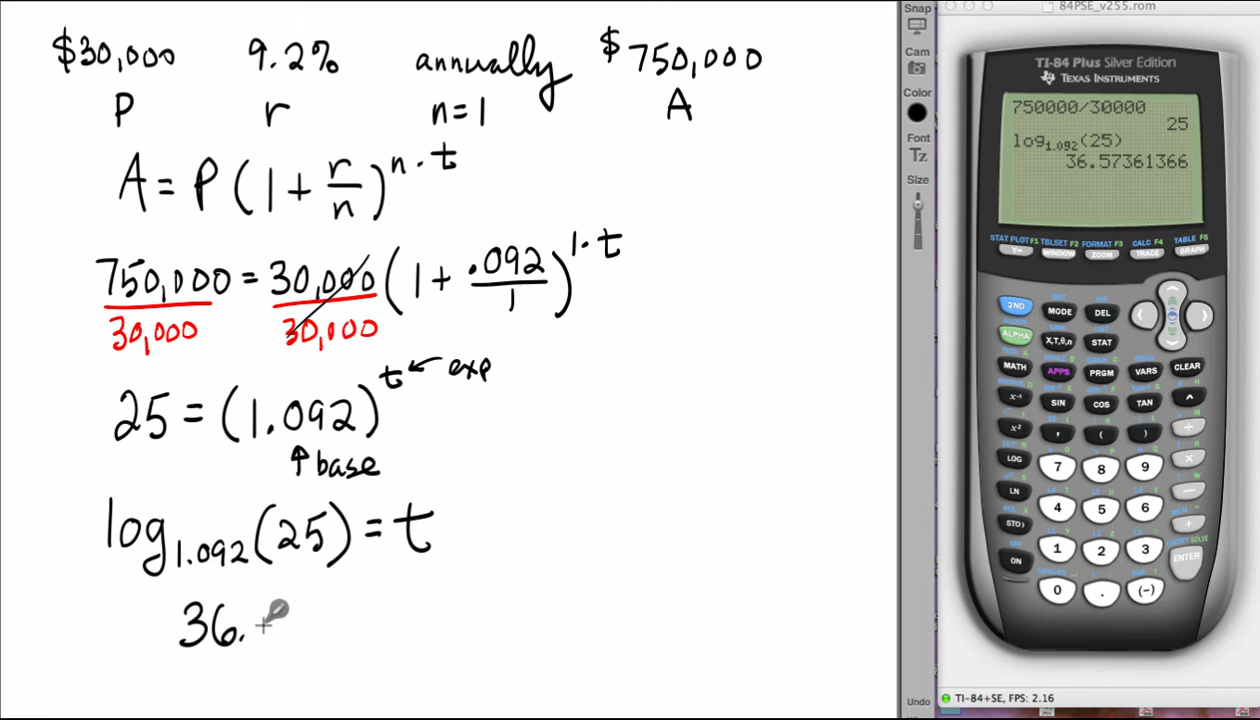 $30,000 9.2% annually $750,000
P r n=1 A
A = P(1 + r/n)^n·t
750,000 = 30,000(1 + .092/1)^1·t
30,000 30,000
25 = (1.092)^t ← exp
↑ base
log1.092(25) = t
36.
Snap
Cam
Color
Font
Tz
Size
Undo
84PSE_v255.rom
TI-84 Plus Silver Edition
TEXAS INSTRUMENTS
750000/30000
25
log1.092(25)
36.57361366
STAT PLOT F1 TBLSET F2 FORMAT F3 CALC F4 TABLE F5
Y= WINDOW ZOOM TRACE GRAPH
2ND MODE DEL
ALPHA X,T,θ,n STAT
MATH APPS PRGM VARS CLEAR
x-1 SIN COS TAN ^
x² , ( ) ÷
LOG 7 8 9 ×
LN 4 5 6 −
STO› 1 2 3 +
ON 0 . (−) ENTER
TI-84+SE, FPS: 2.16